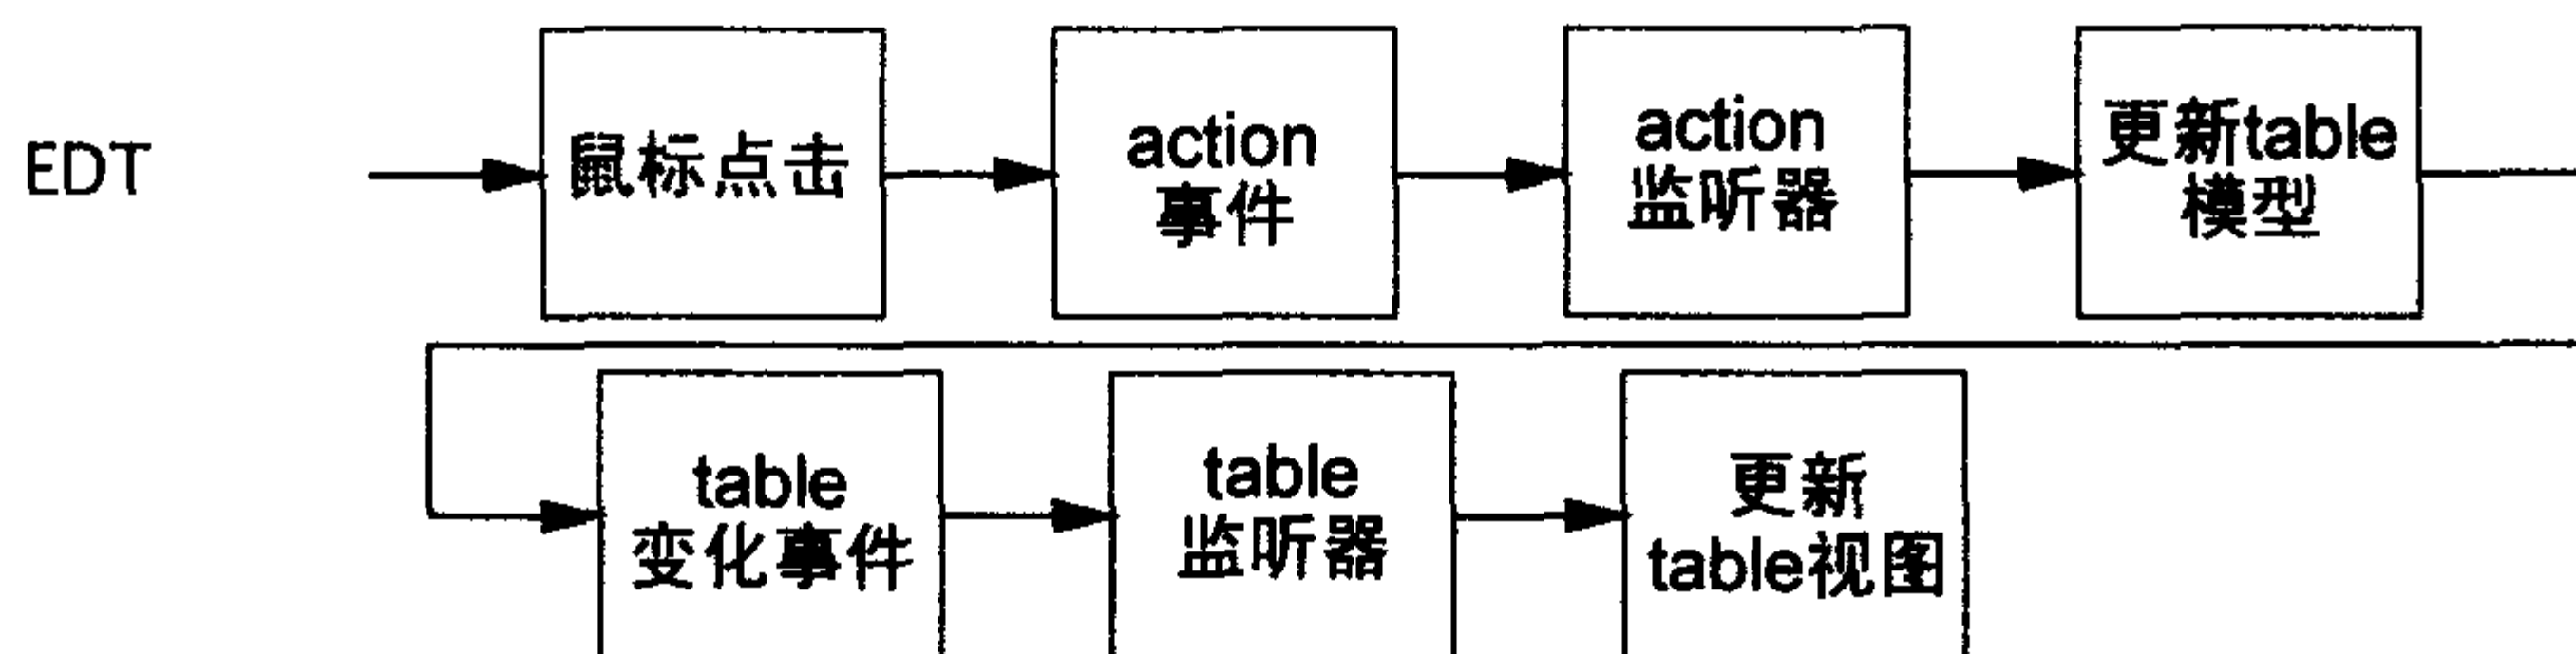 EDT
鼠标点击
action
事件
action
监听器
更新table
模型
table
变化事件
table
监听器
更新
table视图